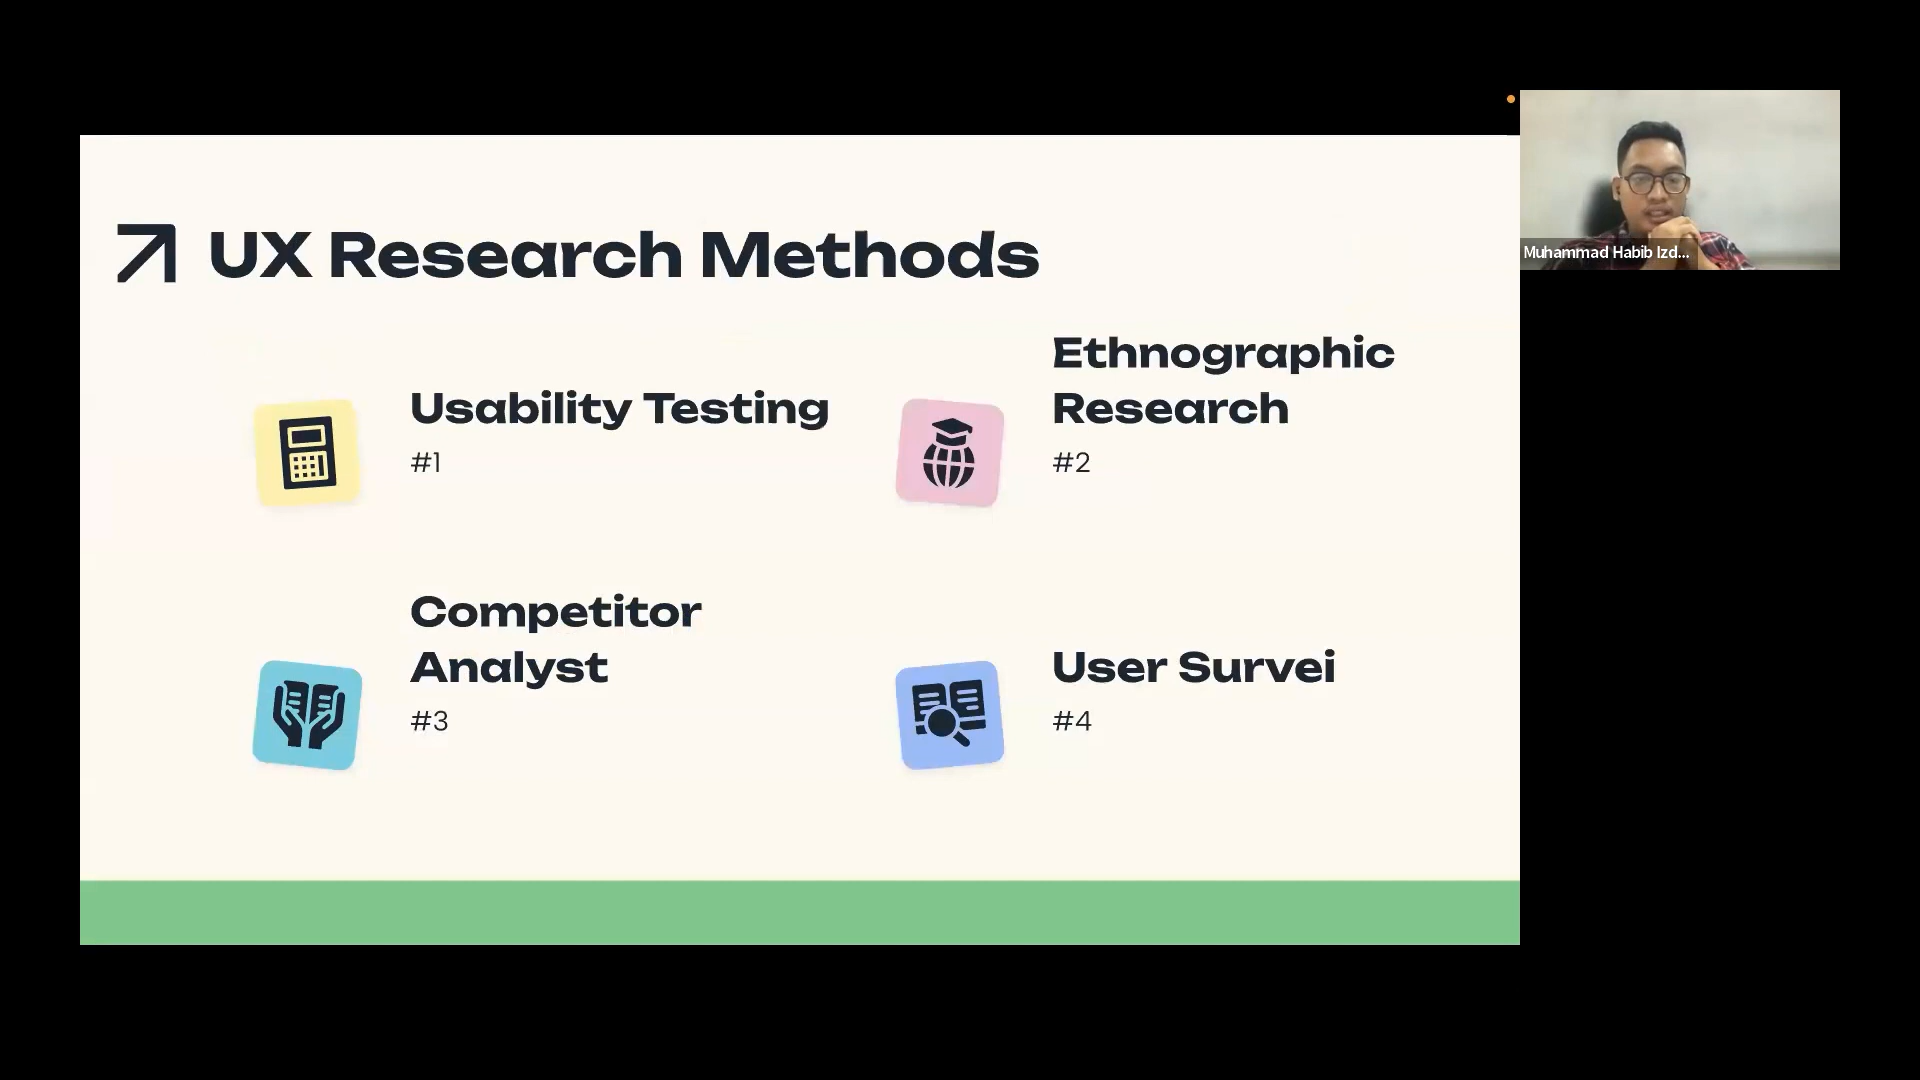 UX Research Methods
Usability Testing
#1
Ethnographic
Research
#2
Competitor
Analyst
#3
User Survei
#4
Muhammad Habib Izd...